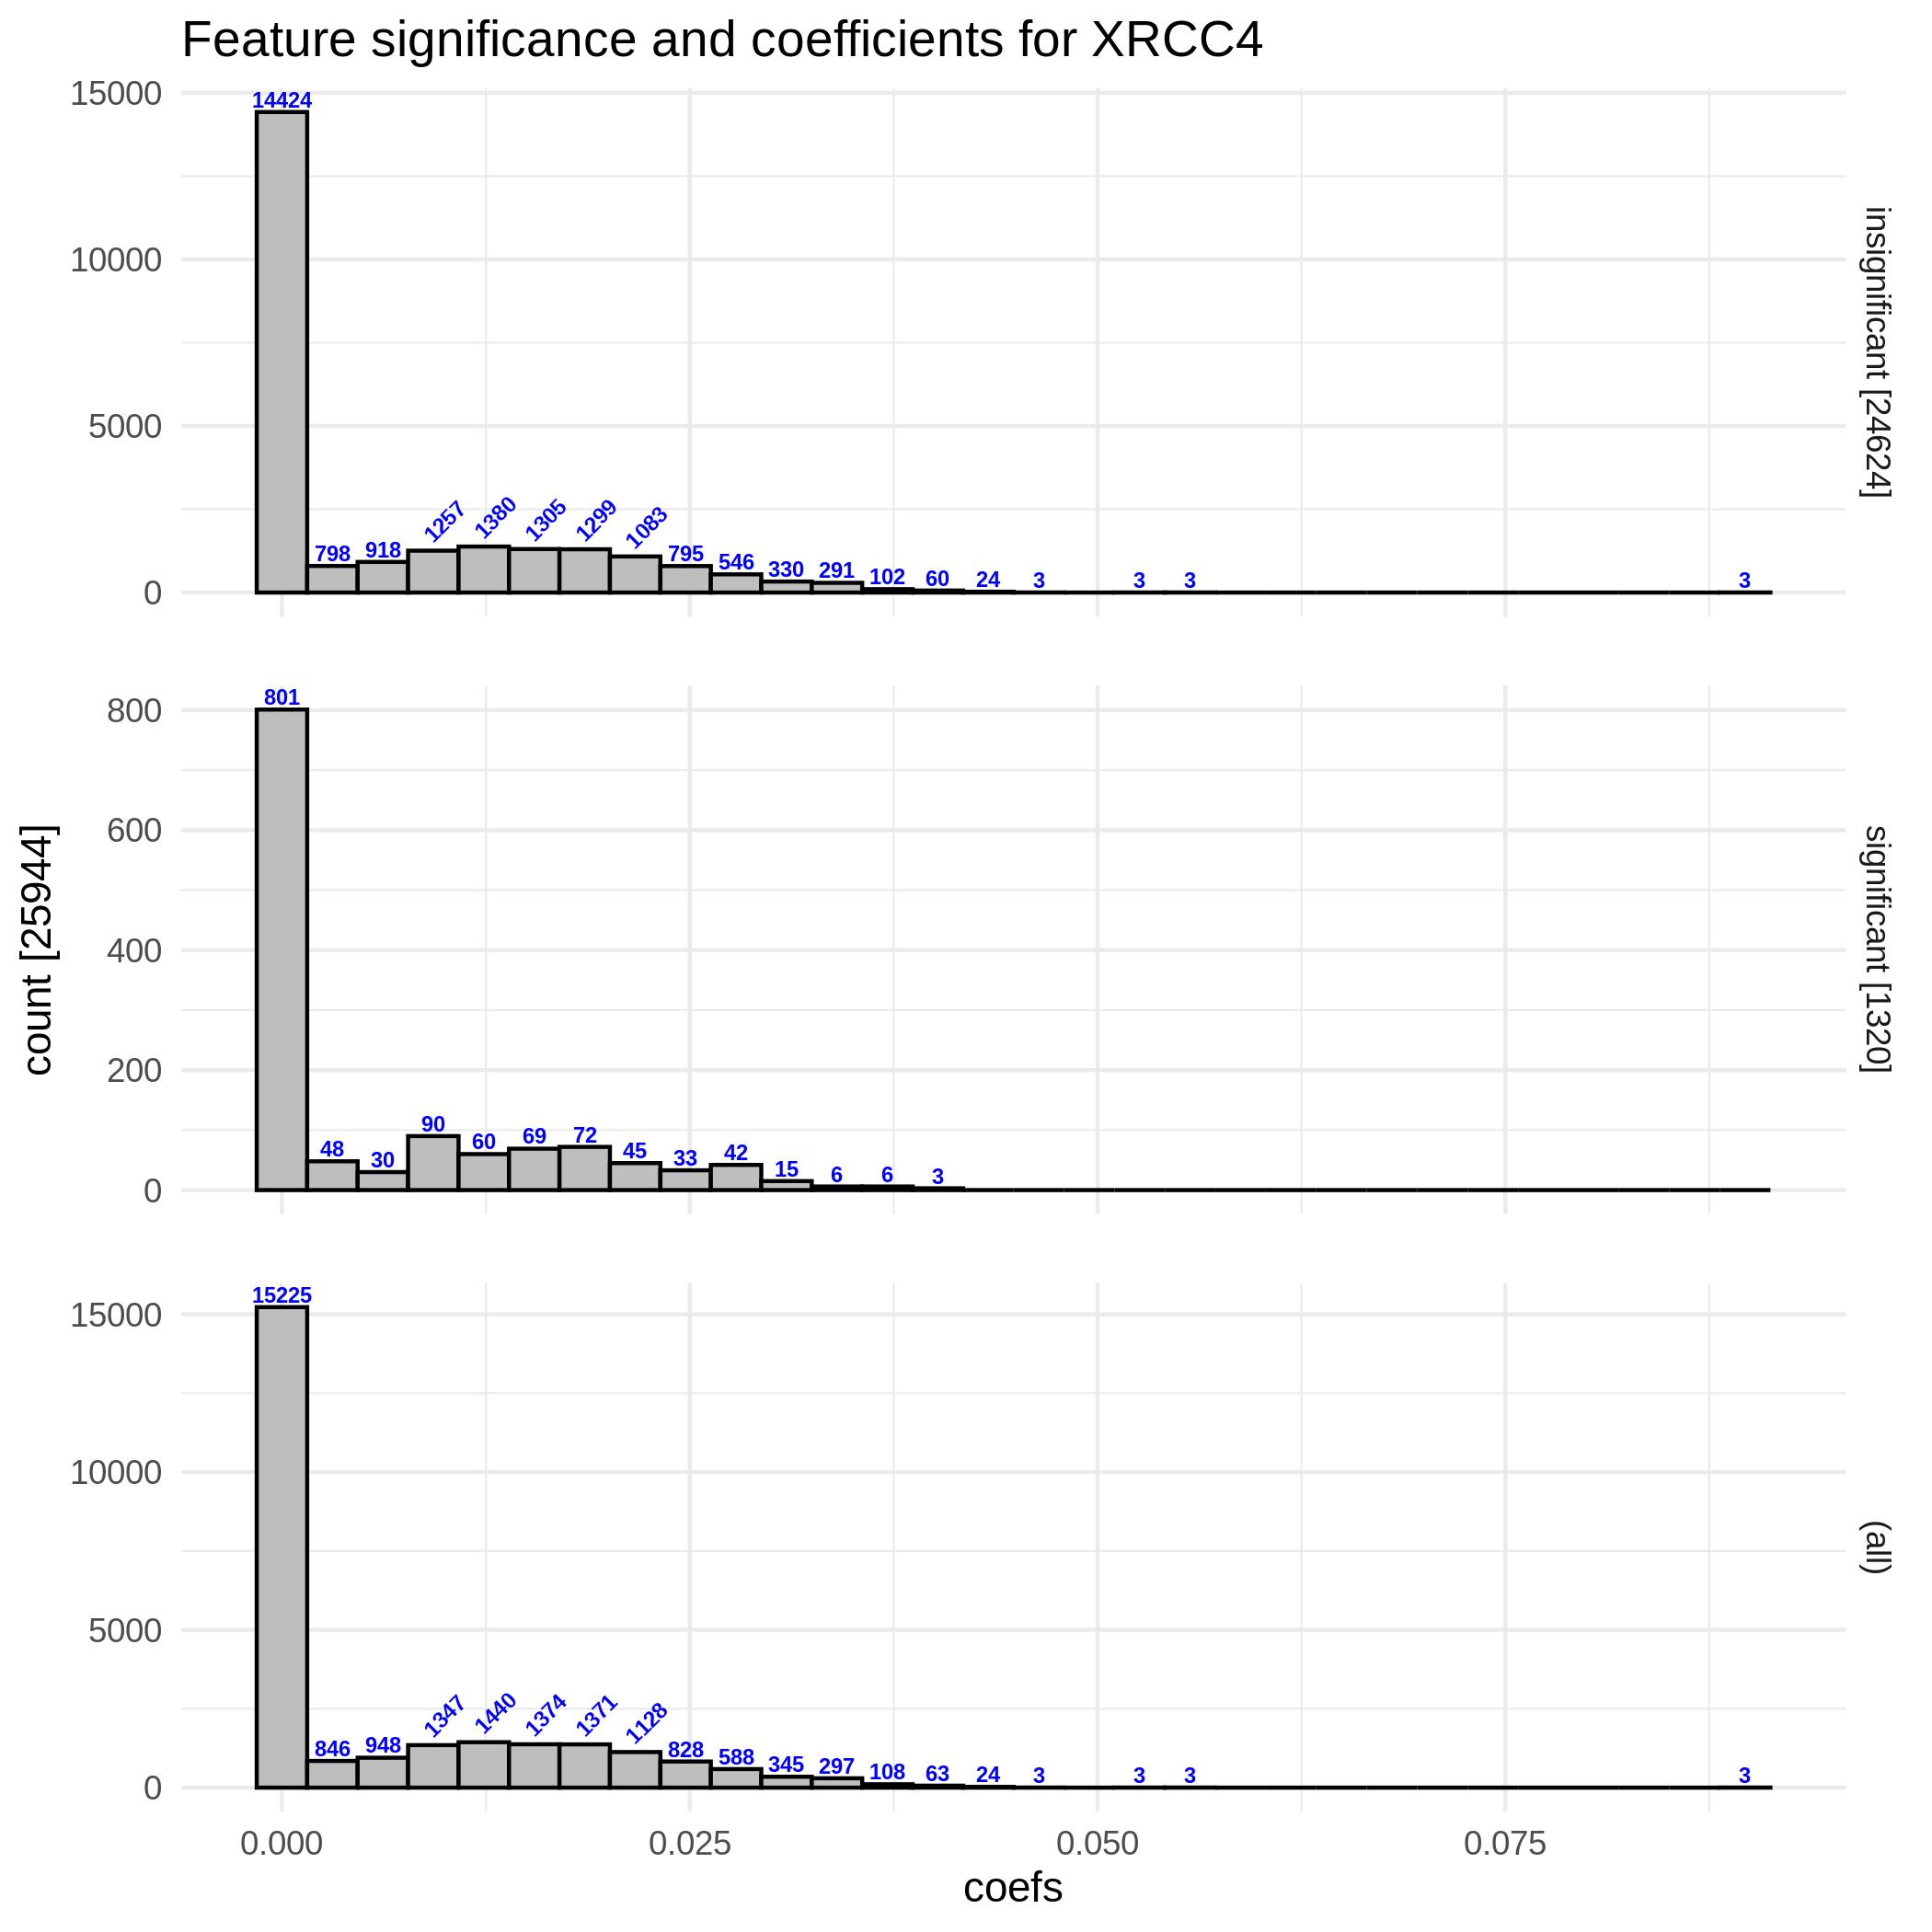 Feature significance and coefficients for XRCC4
15000
10000
5000
0
14424
798 918 1257 1380 1305 1299 1083 795 546 330 291 102 60 24 3 3 3 3
insignificant [24624]
count [25944]
800
600
400
200
0
801
48 30 90 60 69 72 45 33 42 15 6 6 3
significant [1320]
15000
10000
5000
0
15225
846 948 1347 1440 1374 1371 1128 828 588 345 297 108 63 24 3 3 3 3
(all)
0.000 0.025 0.050 0.075
coefs